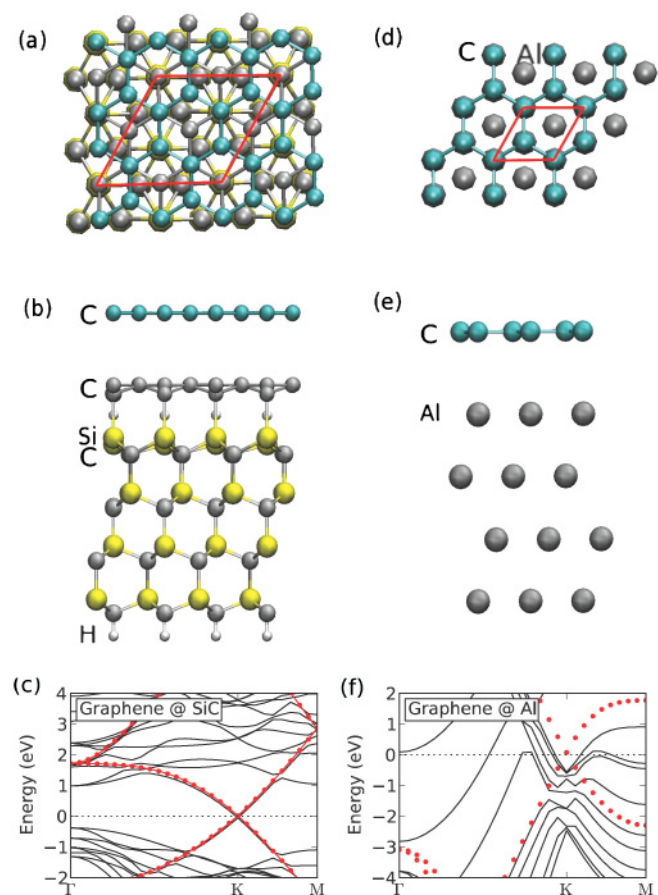 (a)
(d)
C Al
(b)
C
C
Si
C
H
(e)
C
Al
(c)
Graphene @ SiC
Energy (eV)
4
3
2
1
0
−1
−2
Γ K M
(f)
Graphene @ Al
Energy (eV)
2
1
0
−1
−2
−3
−4
Γ K M